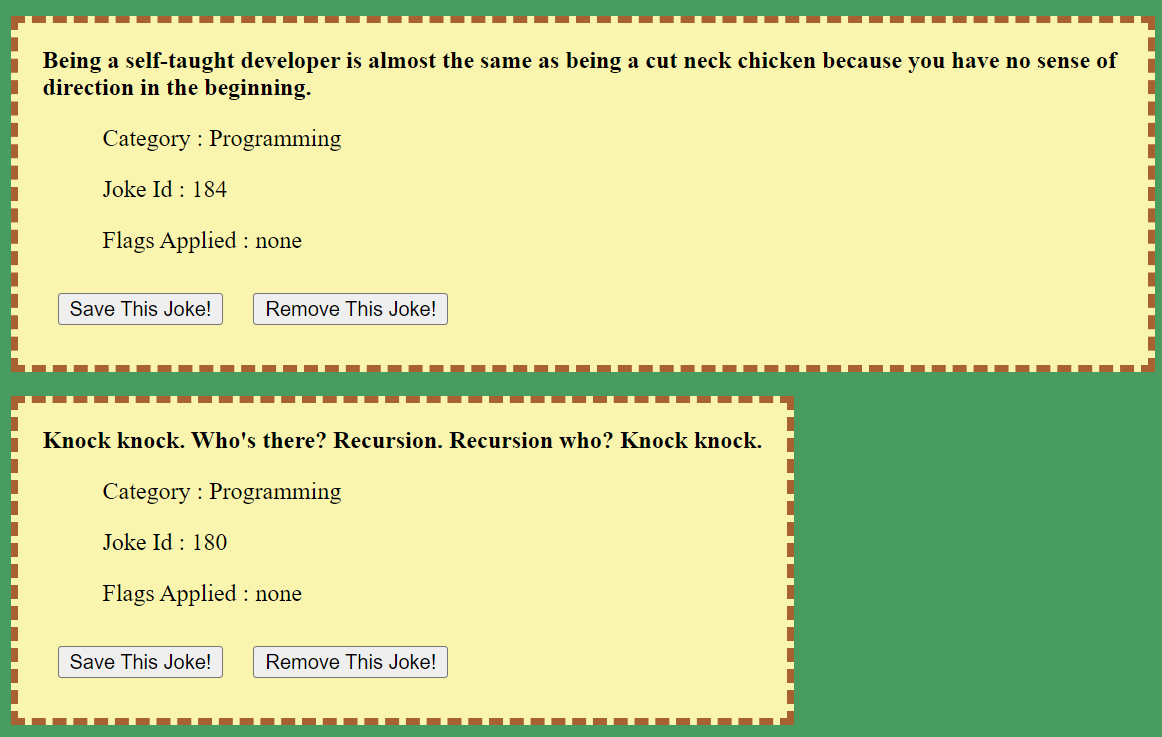 Being a self-taught developer is almost the same as being a cut neck chicken because you have no sense of
direction in the beginning.
Category : Programming
Joke Id : 184
Flags Applied : none
Save This Joke! Remove This Joke!
Knock knock. Who's there? Recursion. Recursion who? Knock knock.
Category : Programming
Joke Id : 180
Flags Applied : none
Save This Joke! Remove This Joke!